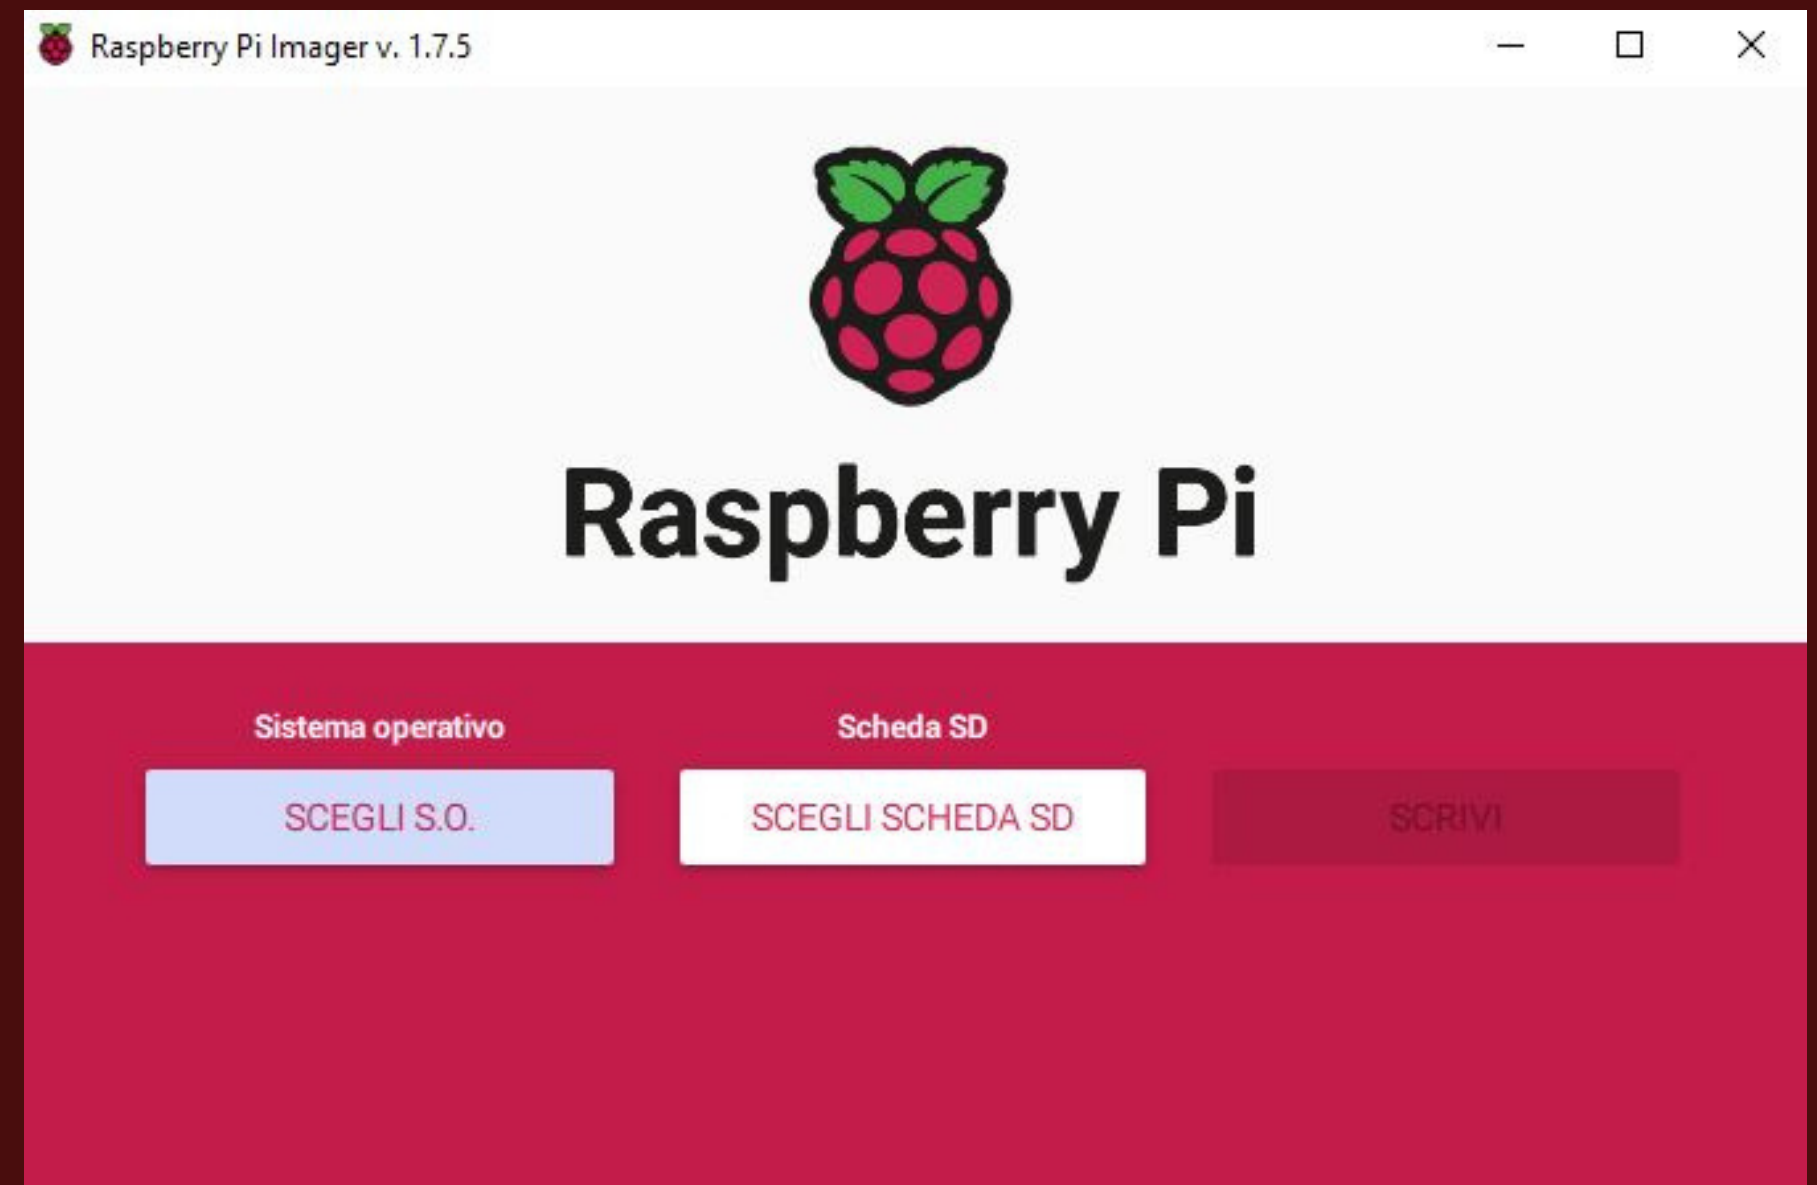 Raspberry Pi Imager v. 1.7.5
Raspberry Pi
Sistema operativo
Scheda SD
SCEGLI S.O.
SCEGLI SCHEDA SD
SCRIVI